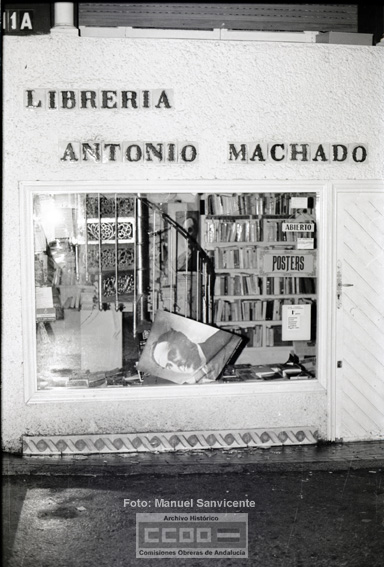 1A
LIBRERIA
ANTONIO MACHADO
ABIERTO
POSTERS
Foto: Manuel Sanvicente
Archivo Histórico
CCOO
Comisiones Obreras de Andalucía